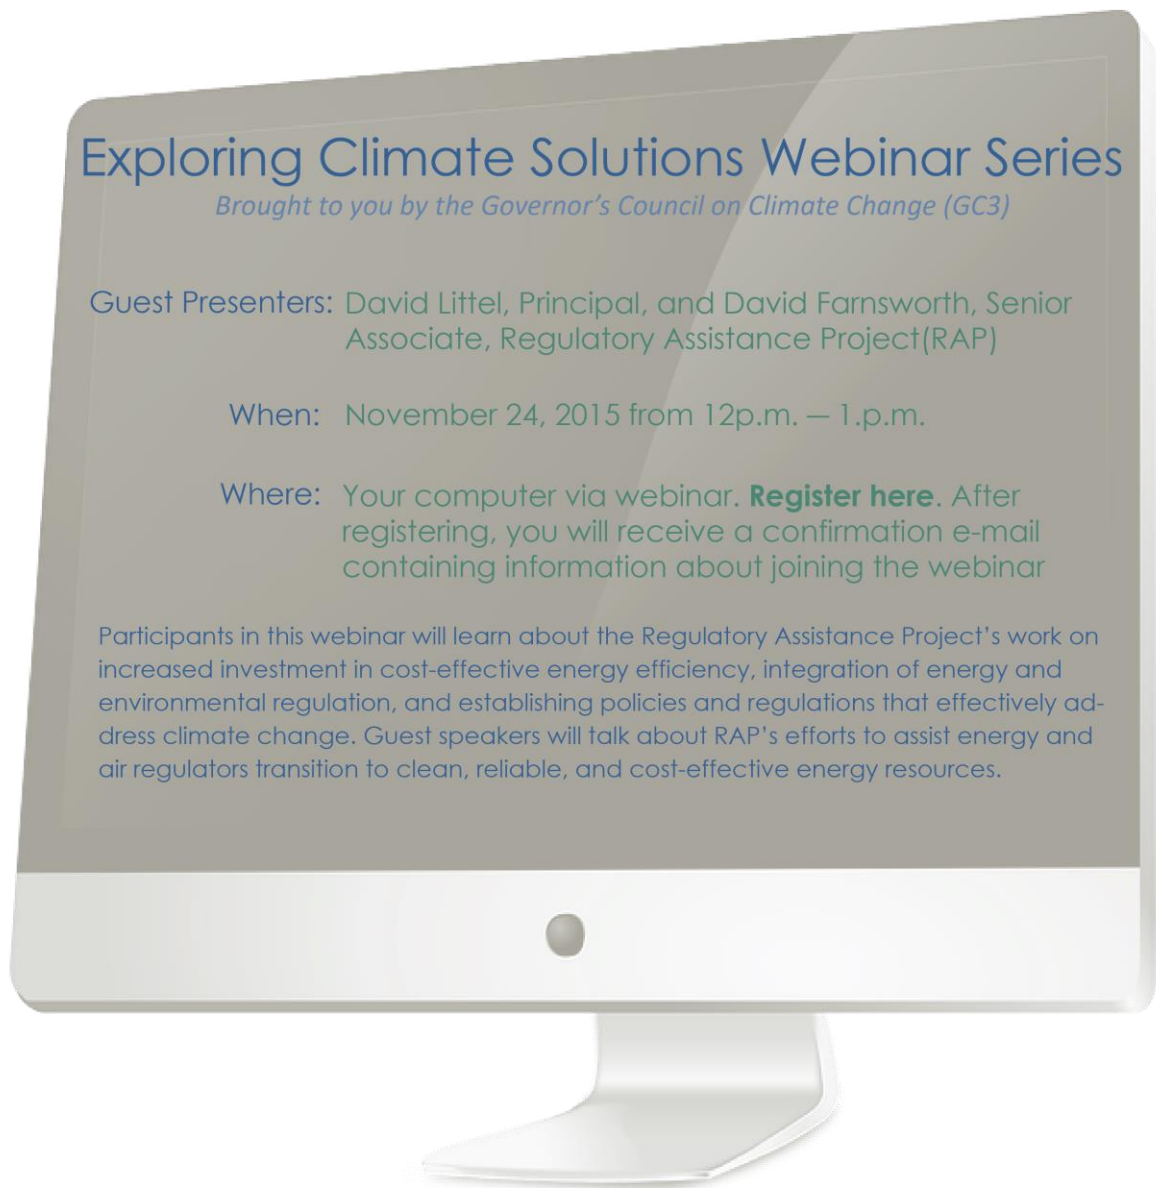 Exploring Climate Solutions Webinar Series
Brought to you by the Governor's Council on Climate Change (GC3)
Guest Presenters: David Littel, Principal, and David Farnsworth, Senior
Associate, Regulatory Assistance Project(RAP)
When: November 24, 2015 from 12p.m. — 1.p.m.
Where: Your computer via webinar. Register here. After
registering, you will receive a confirmation e-mail
containing information about joining the webinar
Participants in this webinar will learn about the Regulatory Assistance Project's work on
increased investment in cost-effective energy efficiency, integration of energy and
environmental regulation, and establishing policies and regulations that effectively ad-
dress climate change. Guest speakers will talk about RAP's efforts to assist energy and
air regulators transition to clean, reliable, and cost-effective energy resources.